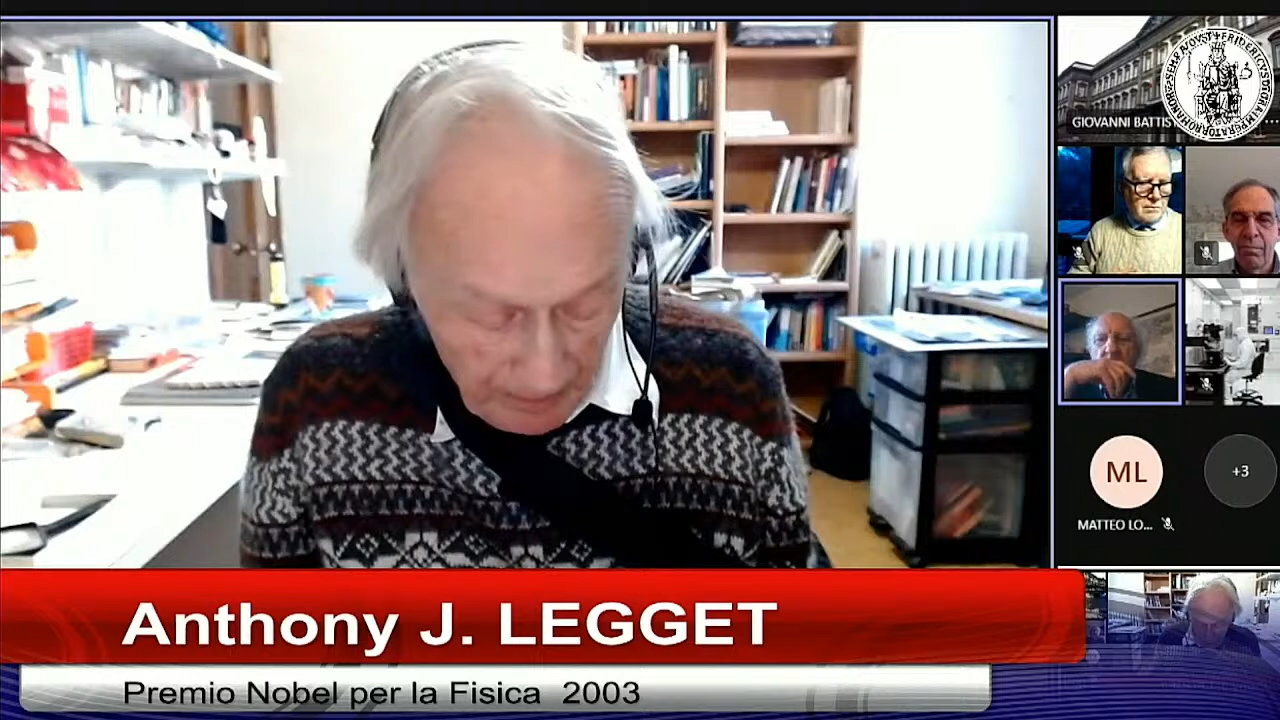 GIOVANNI BATTIS
ML
+3
MATTEO LO...
Anthony J. LEGGET
Premio Nobel per la Fisica 2003